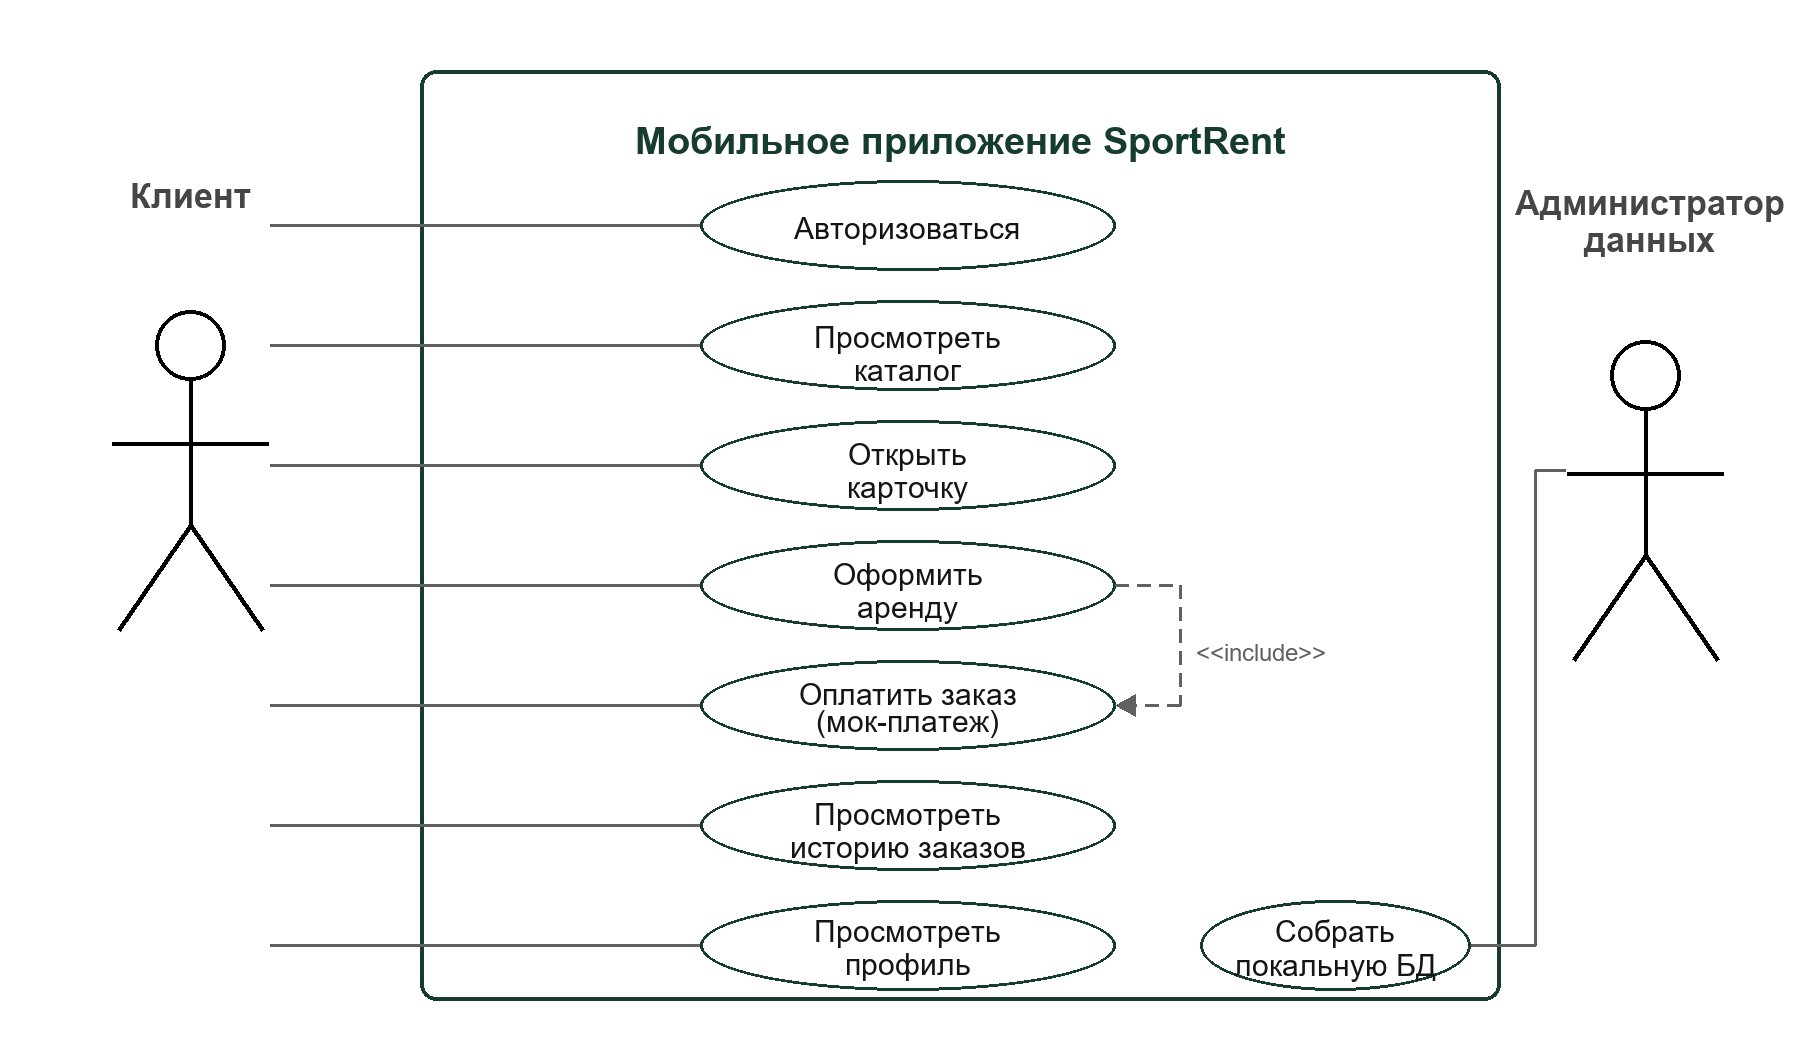 Мобильное приложение SportRent
Клиент
Администратор
данных
Авторизоваться
Просмотреть
каталог
Открыть
карточку
Оформить
аренду
<<include>>
Оплатить заказ
(мок-платеж)
Просмотреть
историю заказов
Просмотреть
профиль
Собрать
локальную БД